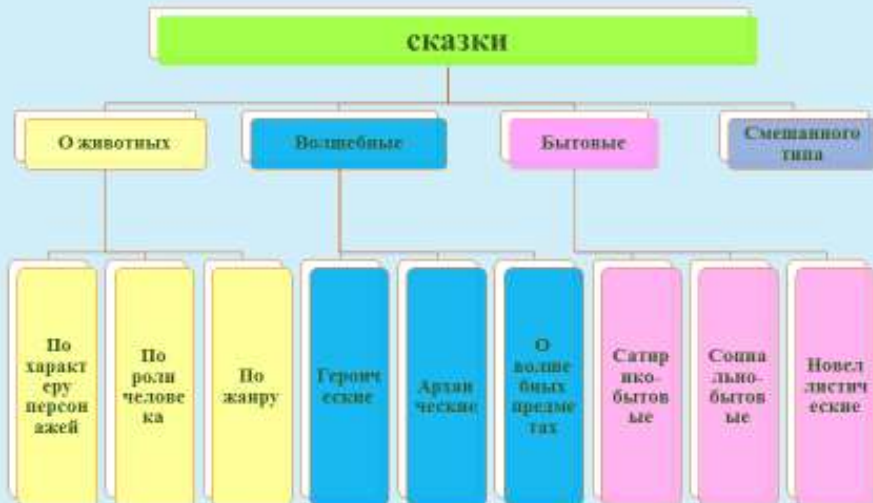 сказки
О животных
Волшебные
Бытовые
Смешанного
типа
По
характ
еру
персон
ажей
По
роли
челове
ка
По
жанру
Героич
еские
Архаи
ческие
О
волше
бных
предме
тах
Сатир
ико-
бытов
ые
Социа
льно-
бытов
ые
Новел
листич
еские